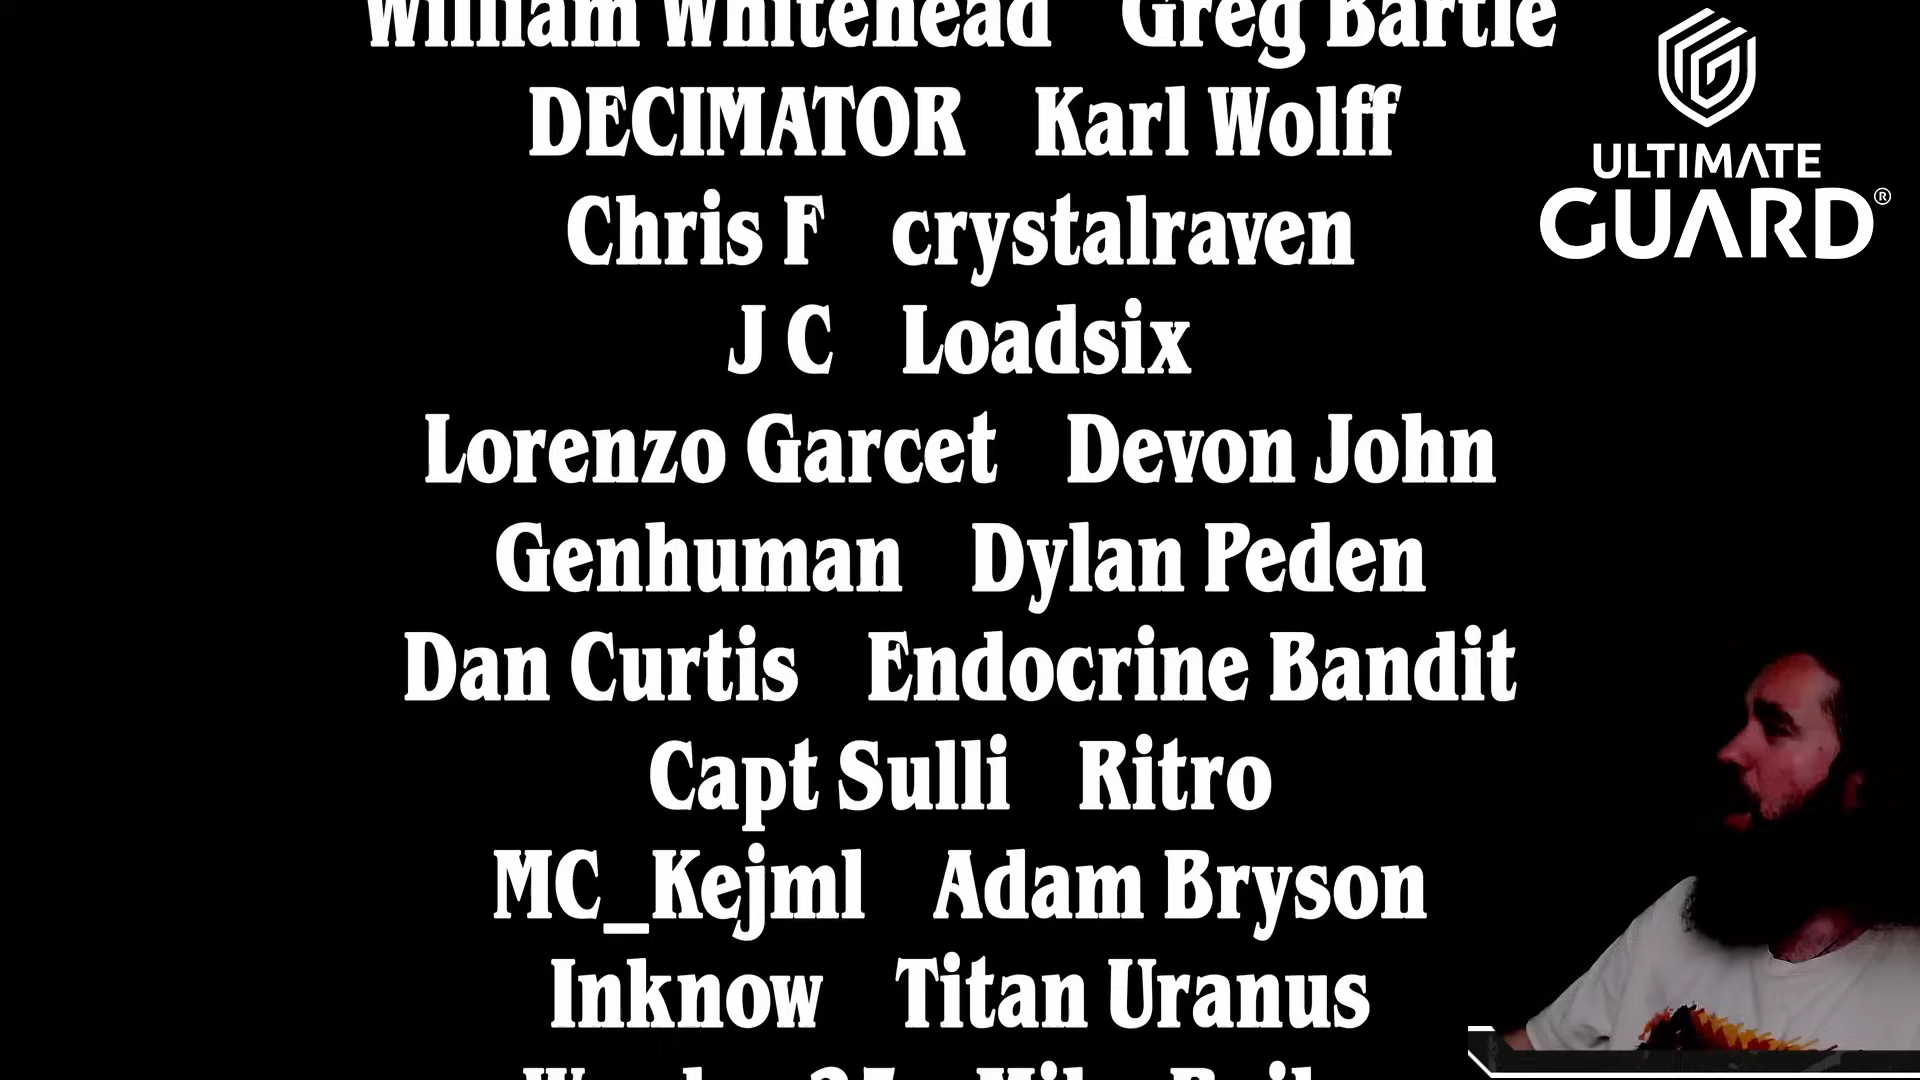 William Whitehead Greg Bartle
DECIMATOR Karl Wolff
Chris F crystalraven
J C Loadsix
Lorenzo Garcet Devon John
Genhuman Dylan Peden
Dan Curtis Endocrine Bandit
Capt Sulli Ritro
MC_Kejml Adam Bryson
Inknow Titan Uranus
ULTIMATE
GUARD®